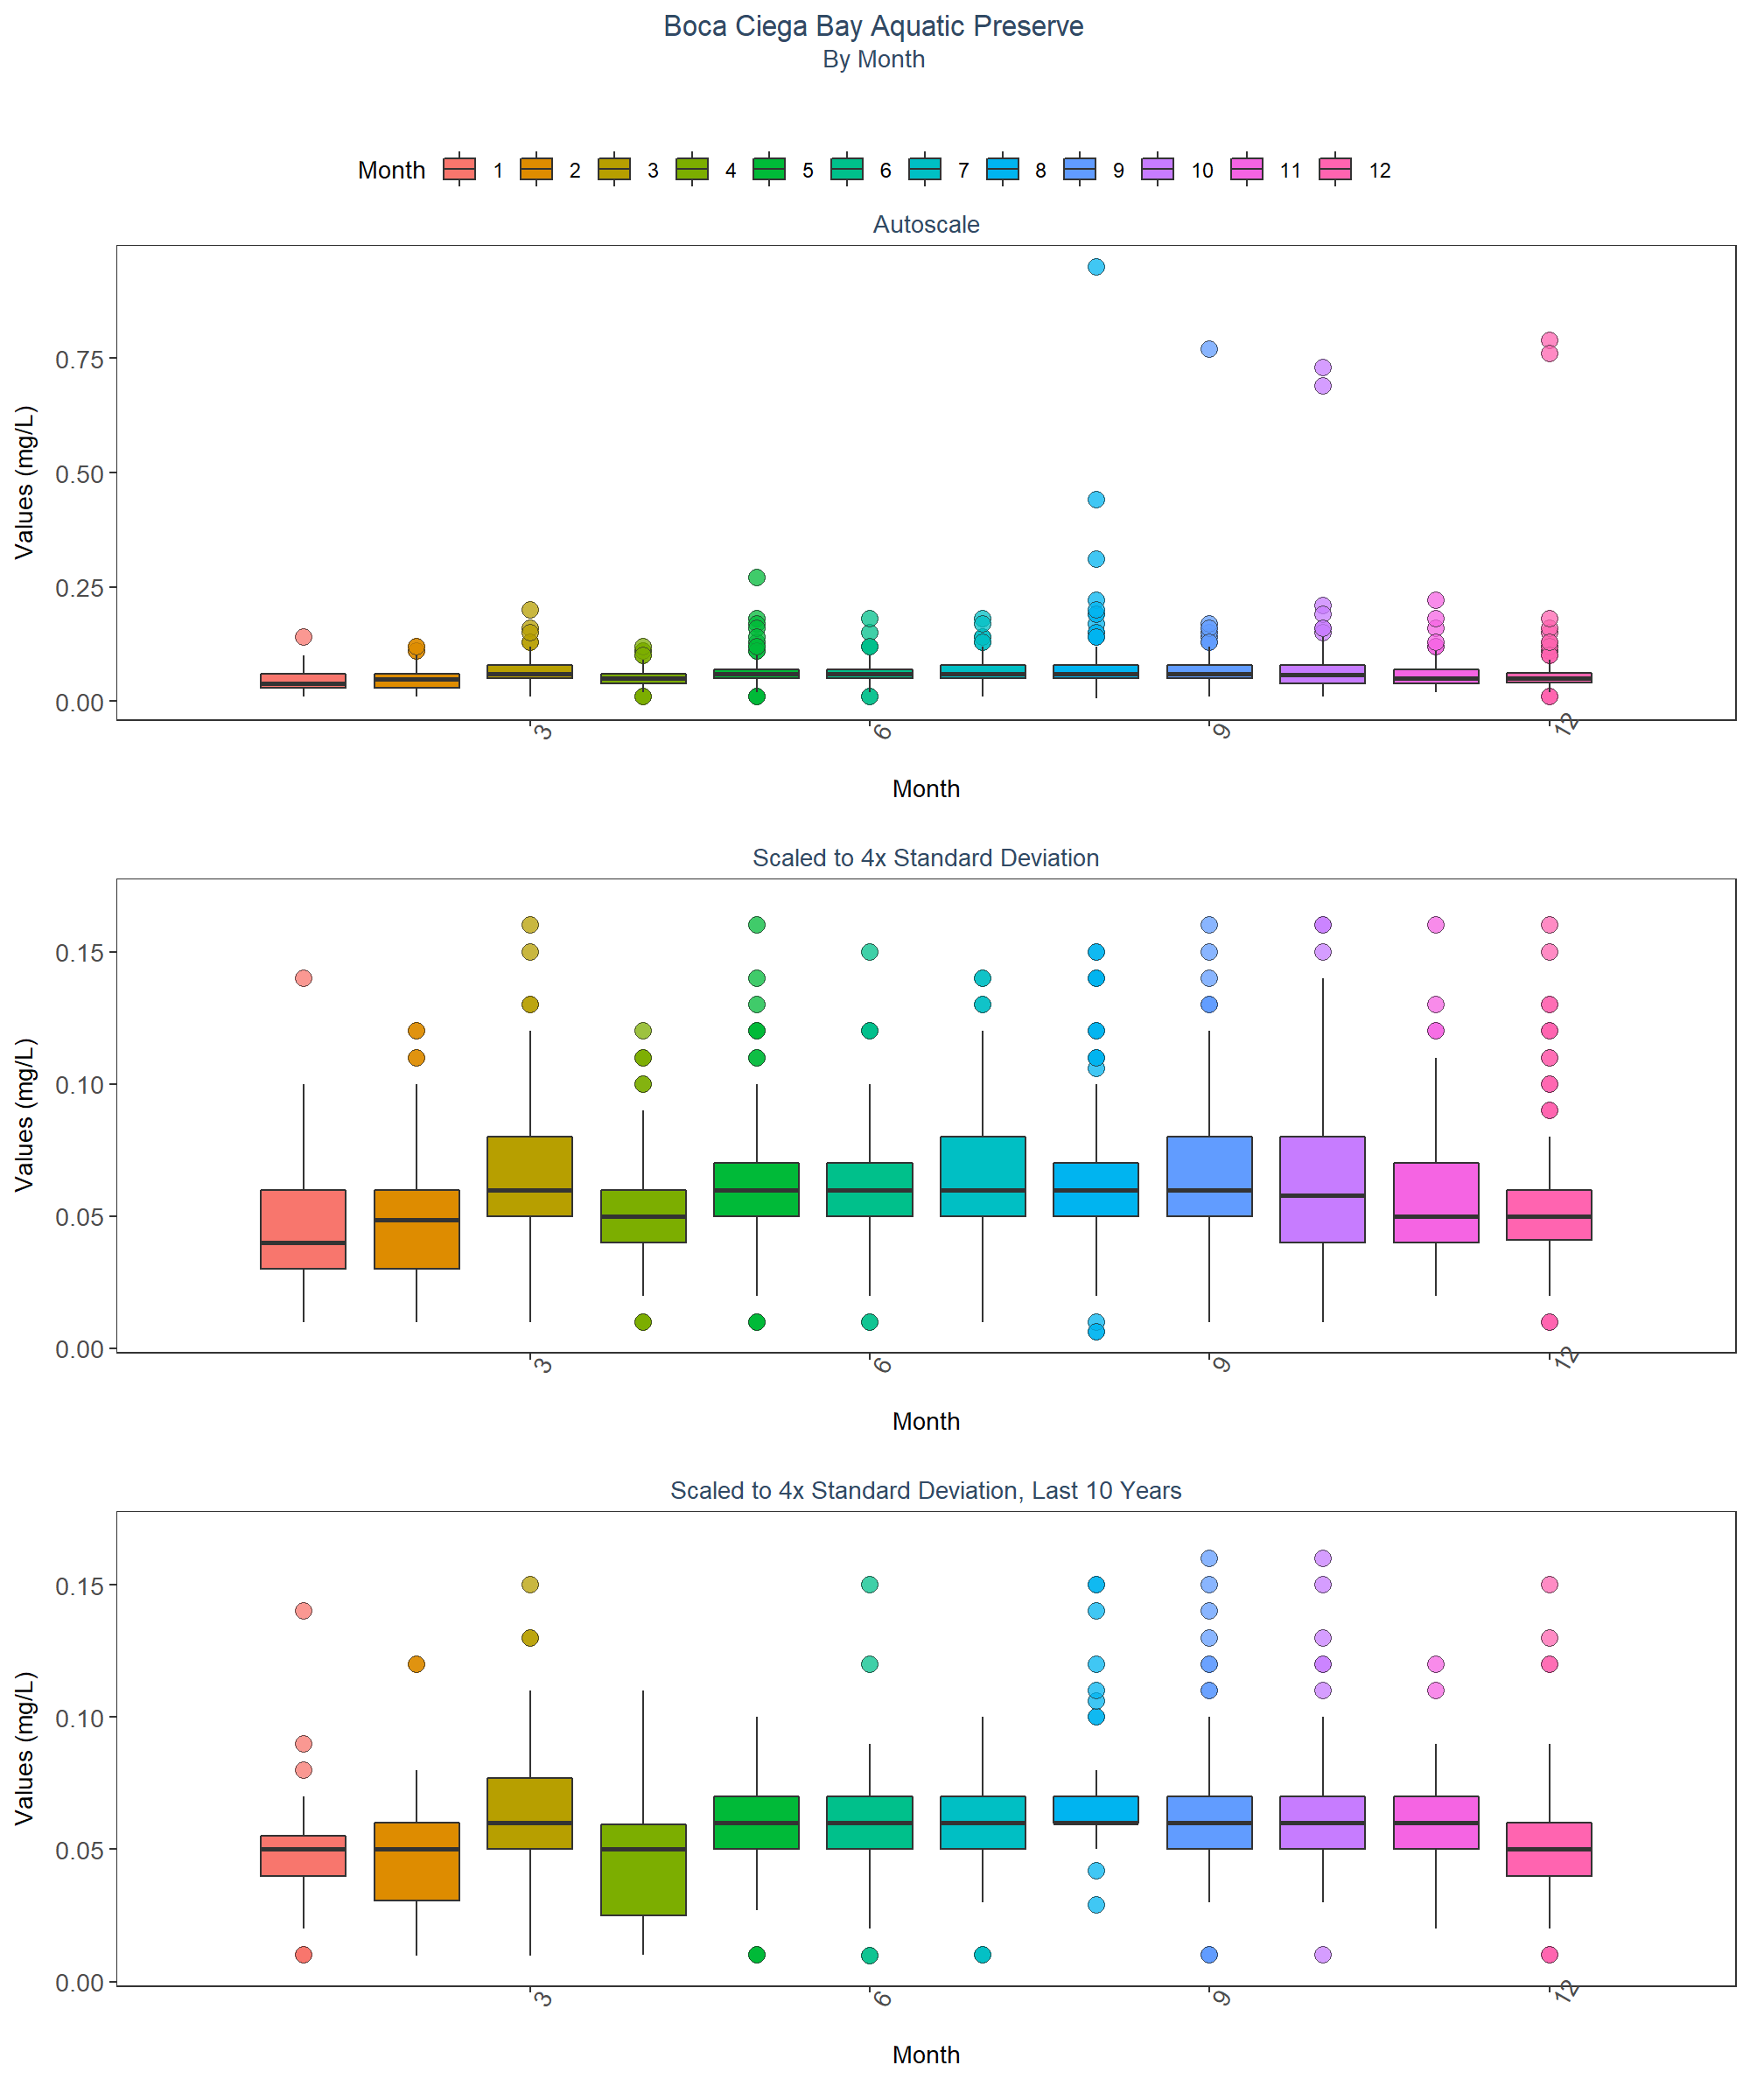 Boca Ciega Bay Aquatic Preserve
By Month
Month 1 2 3 4 5 6 7 8 9 10 11 12
Autoscale
Values (mg/L)
0.75
0.50
0.25
0.00
3 6 9 12
Month
Scaled to 4x Standard Deviation
Values (mg/L)
0.15
0.10
0.05
0.00
3 6 9 12
Month
Scaled to 4x Standard Deviation, Last 10 Years
Values (mg/L)
0.15
0.10
0.05
0.00
3 6 9 12
Month